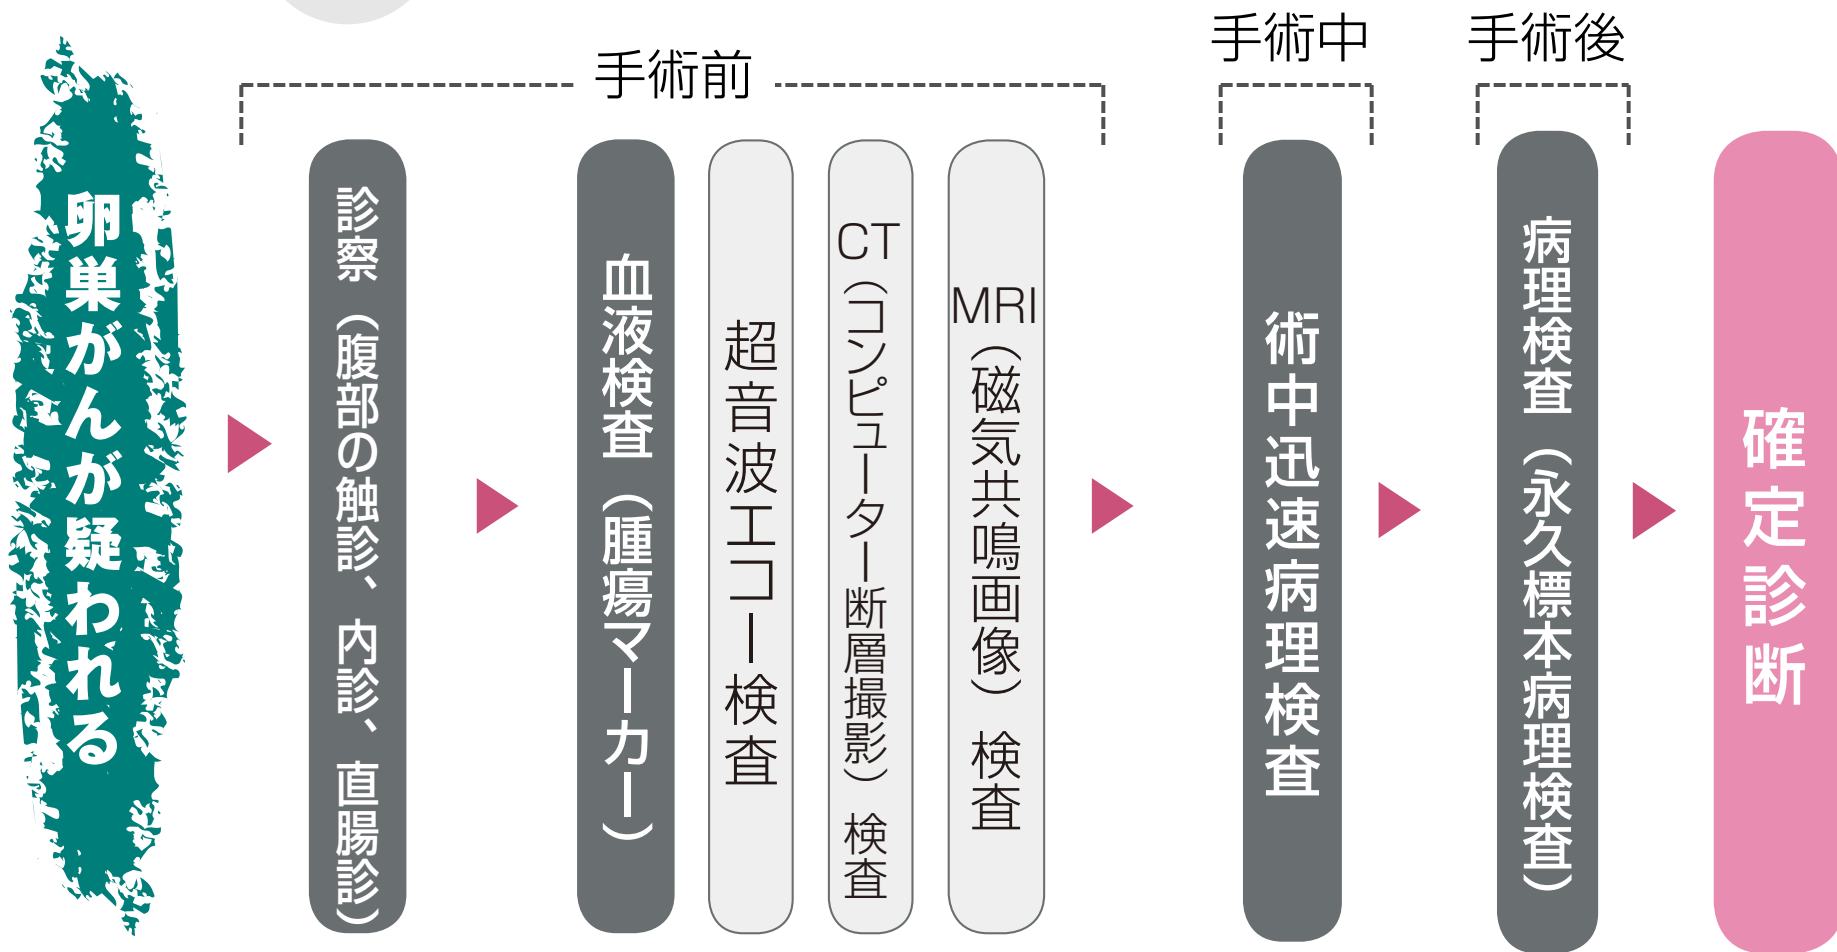 卵巣がんが疑われる
手術前
診察（腹部の触診、内診、直腸診）
血液検査（腫瘍マーカー）
超音波エコー検査
CT（コンピューター断層撮影）検査
MRI（磁気共鳴画像）検査
手術中
術中迅速病理検査
手術後
病理検査（永久標本病理検査）
確定診断